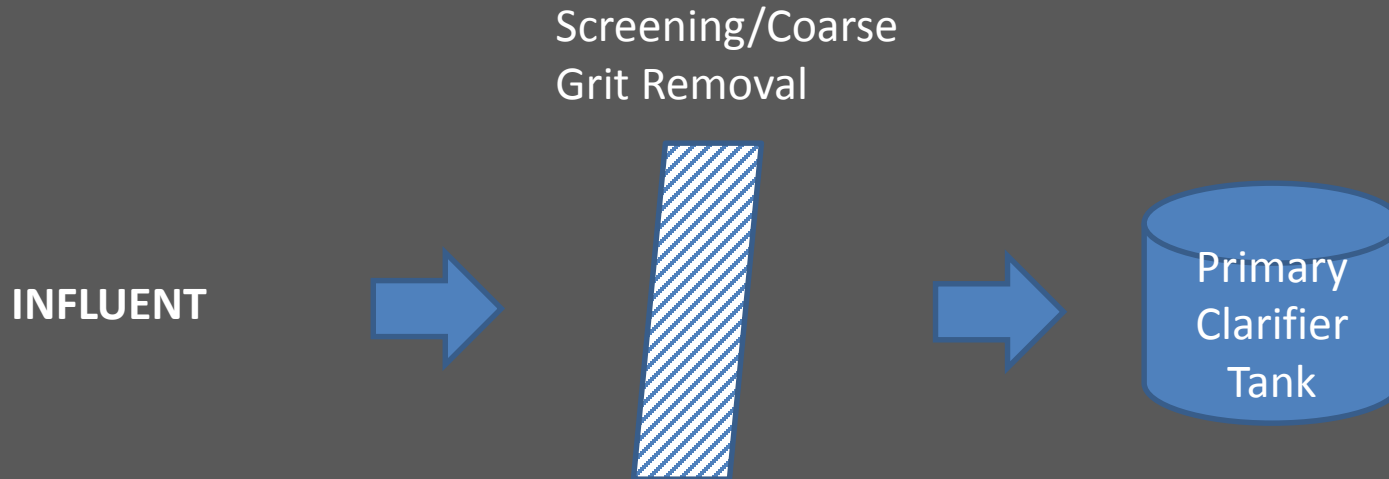 Screening/Coarse
Grit Removal
INFLUENT
Primary
Clarifier
Tank